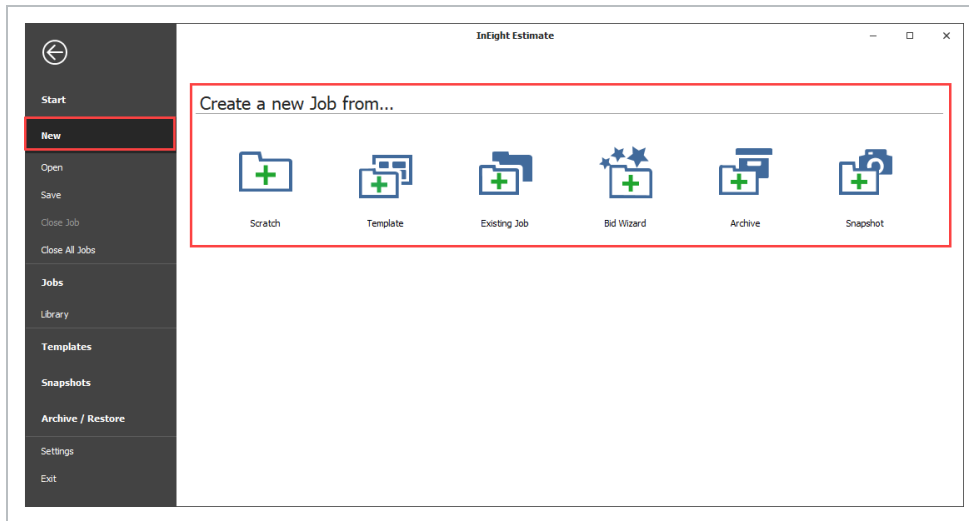 InEight Estimate
Start
New
Open
Save
Close Job
Close All Jobs
Jobs
Library
Templates
Snapshots
Archive / Restore
Settings
Exit
Create a new Job from...
Scratch Template Existing Job Bid Wizard Archive Snapshot